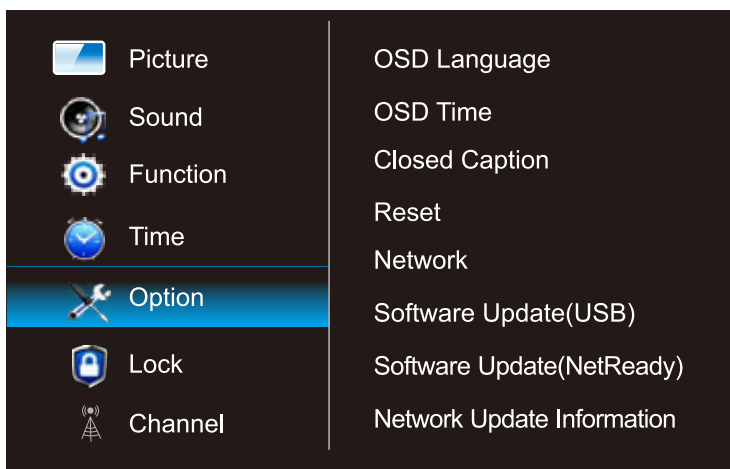 Picture
Sound
Function
Time
Option
Lock
Channel
OSD Language
OSD Time
Closed Caption
Reset
Network
Software Update(USB)
Software Update(NetReady)
Network Update Information